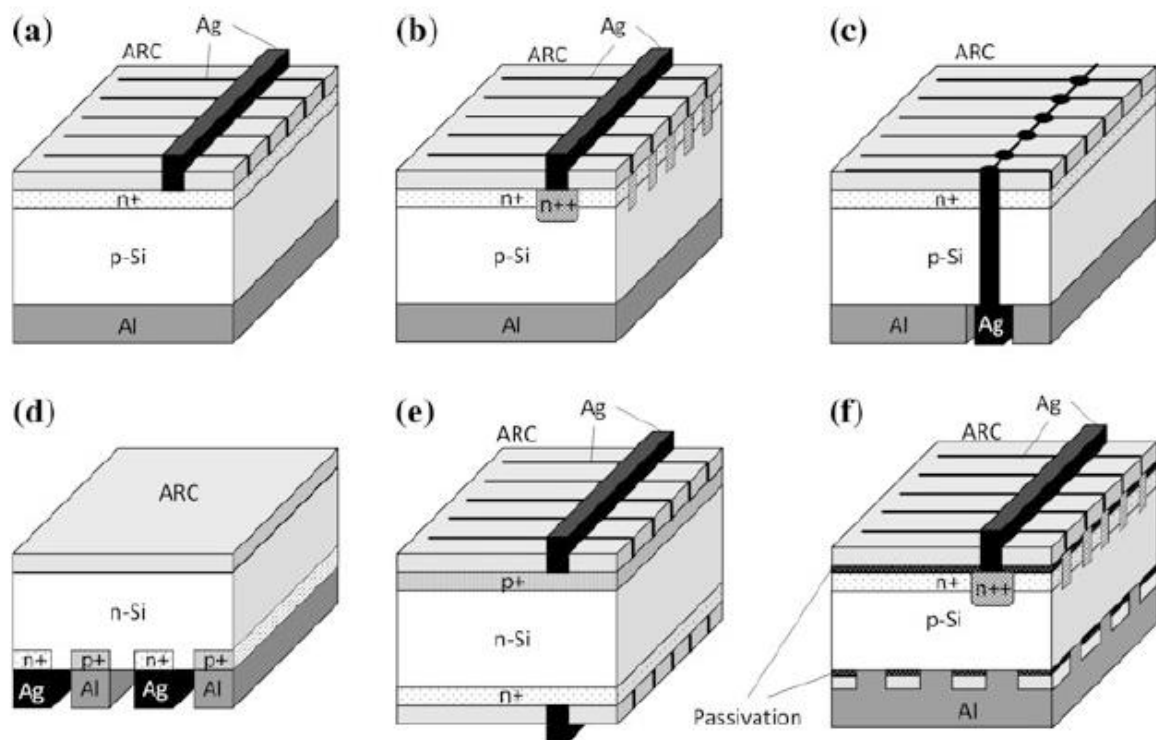 (a)
Ag
ARC
n+
p-Si
Al
(b)
Ag
ARC
n+
n++
p-Si
Al
(c)
ARC
n+
p-Si
Al
Ag
(d)
ARC
n-Si
n+
p+
n+
p+
Ag
Al
Ag
Al
(e)
Ag
ARC
p+
n-Si
n+
(f)
Ag
ARC
n+
n++
p-Si
Al
Passivation